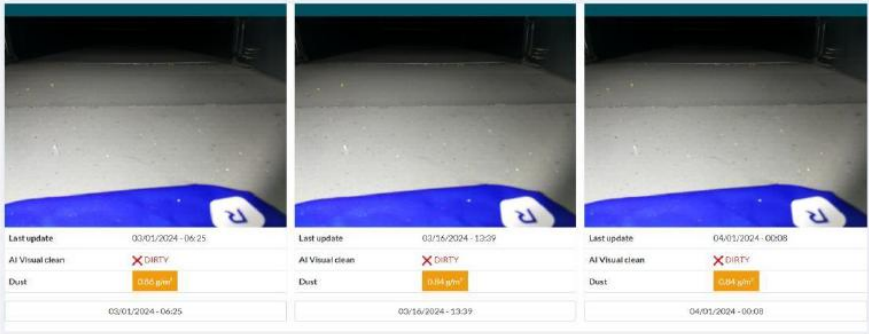 R
R
R
Last update 03/01/2024 - 06:25
AI Visual clean DIRTY
Dust 0.86 g/m²
03/01/2024 - 06:25
Last update 03/16/2024 - 13:39
AI Visual clean DIRTY
Dust 0.84 g/m²
03/16/2024 - 13:39
Last update 04/01/2024 - 00:08
AI Visual clean DIRTY
Dust 0.84 g/m²
04/01/2024 - 00:08